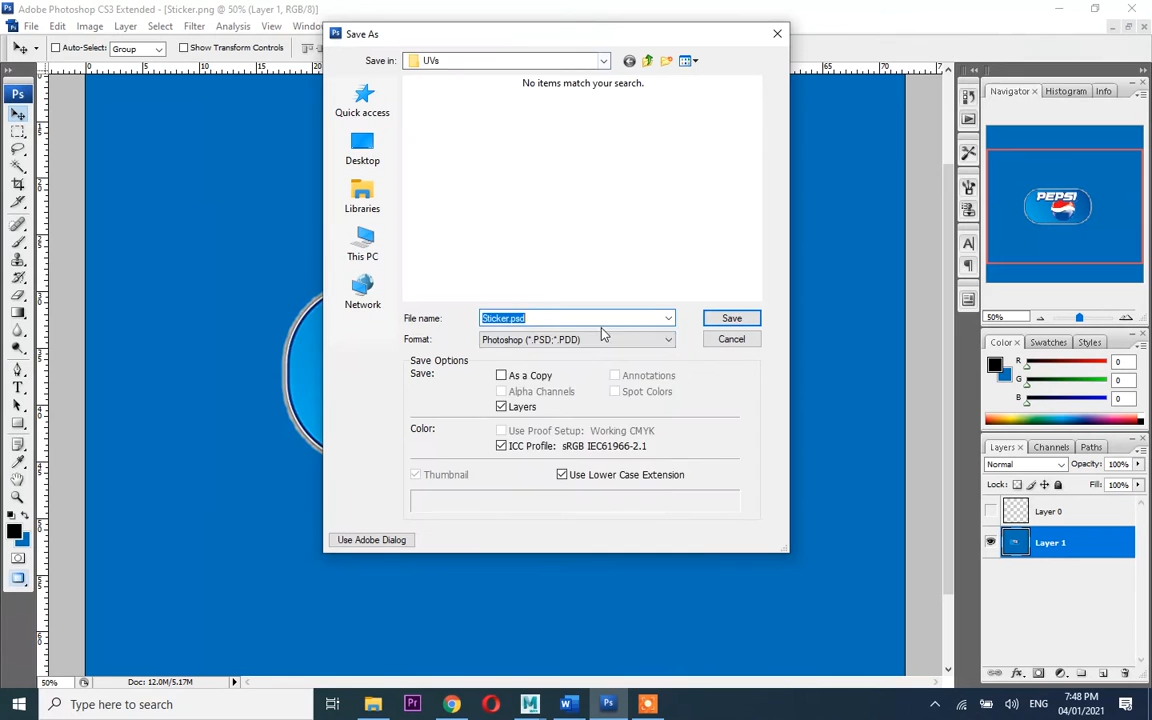 Adobe Photoshop CS3 Extended - [Sticker.png @ 50% (Layer 1, RGB/8)]
File Edit Image Layer Select Filter Analysis View Window
Auto-Select: Group Show Transform Controls
Save As
Save in: UVs
No items match your search.
Quick access
Desktop
Libraries
This PC
Network
File name: Sticker.psd Save
Format: Photoshop (*.PSD;*.PDD) Cancel
Save Options
Save: As a Copy Annotations
Alpha Channels Spot Colors
Layers
Color: Use Proof Setup: Working CMYK
ICC Profile: sRGB IEC61966-2.1
Thumbnail Use Lower Case Extension
Use Adobe Dialog
Navigator Histogram Info
PEPSI
50%
Color Swatches Styles
R 0
G 0
B 0
Layers Channels Paths
Normal Opacity: 100%
Lock: Fill: 100%
Layer 0
Layer 1
50% Doc: 12.0M/5.17M
Type here to search
ENG
7:48 PM
04/01/2021